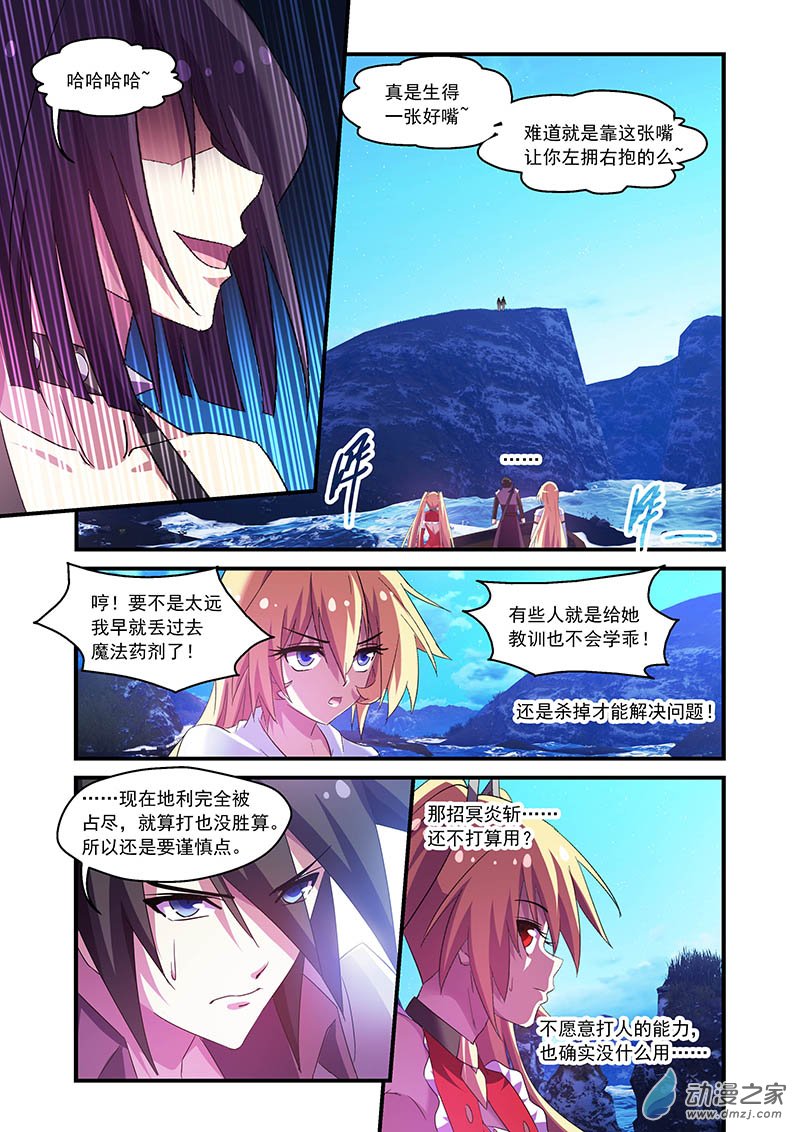 哈哈哈哈~
真是生得
一张好嘴~
难道就是靠这张嘴
让你左拥右抱的么~
……
哼！要不是太远
我早就丢过去
魔法药剂了！
有些人就是给她
教训也不会学乖！
还是杀掉才能解决问题！
……现在地利完全被
占尽，就算打也没胜算。
所以还是要谨慎点。
那招冥炎斩……
还不打算用？
不愿意打人的能力，
也确实没什么用……
动漫之家
www.dmzj.com